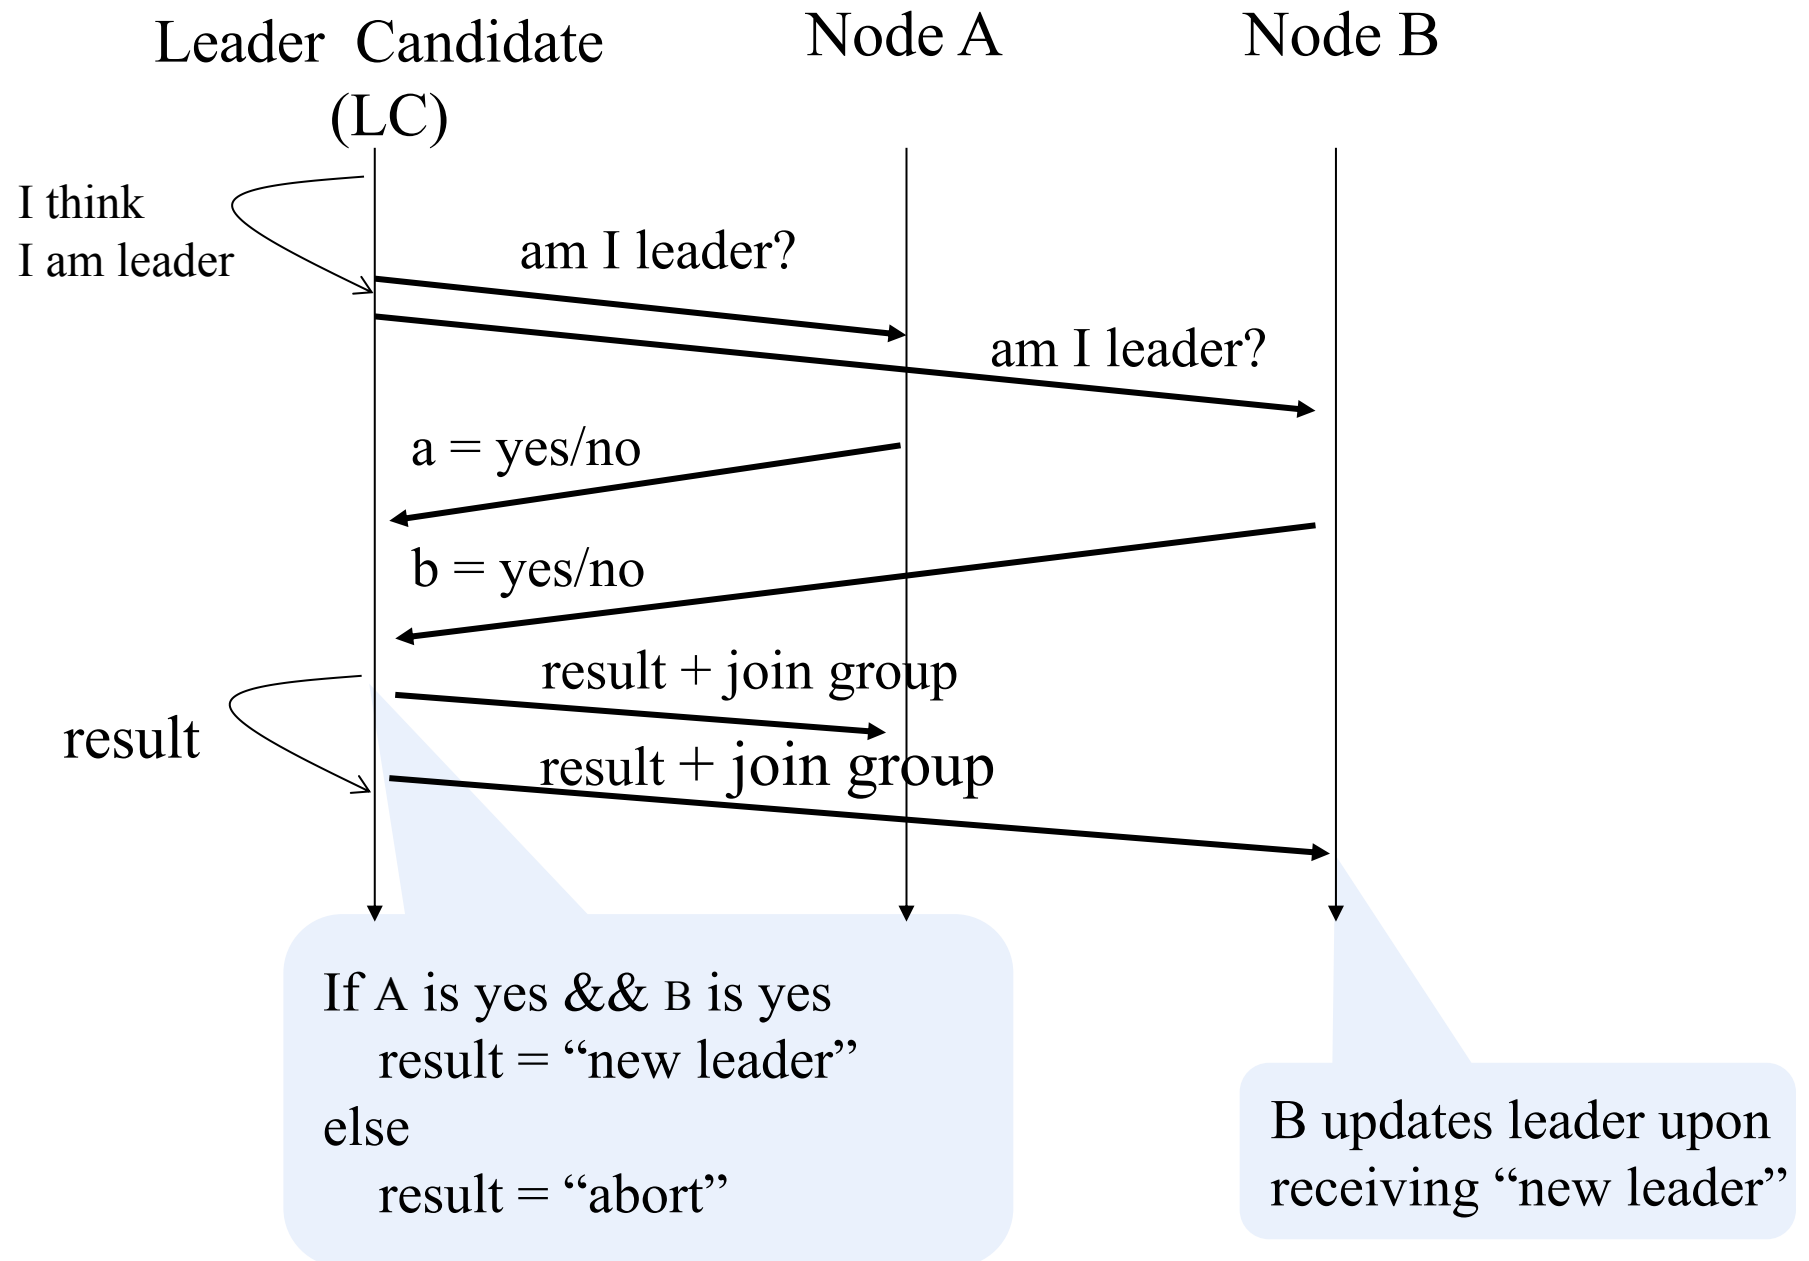 Leader Candidate
(LC)
Node A
Node B
I think
I am leader
am I leader?
am I leader?
a = yes/no
b = yes/no
result + join group
result
result + join group
If A is yes && B is yes
result = “new leader”
else
result = “abort”
B updates leader upon
receiving “new leader”